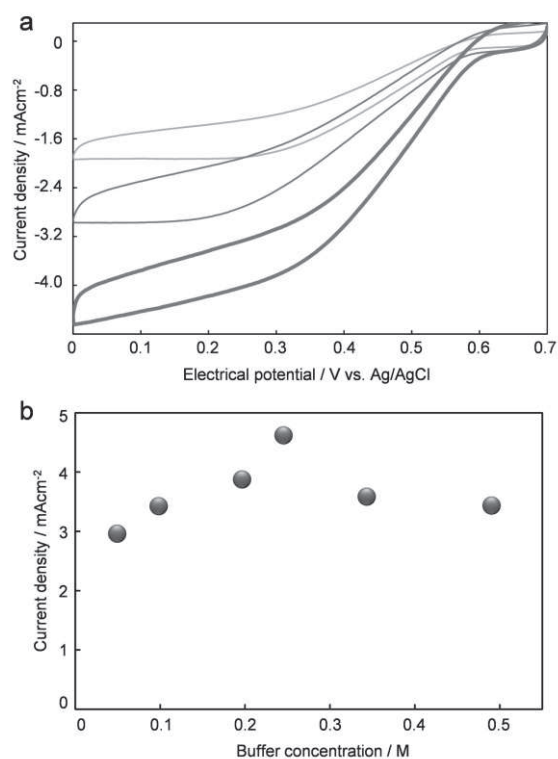 a
0
-0.8
-1.6
-2.4
-3.2
-4.0
Current density / mAcm⁻²
0 0.1 0.2 0.3 0.4 0.5 0.6 0.7
Electrical potential / V vs. Ag/AgCl
b
5
4
3
2
1
0
Current density / mAcm⁻²
0 0.1 0.2 0.3 0.4 0.5
Buffer concentration / M